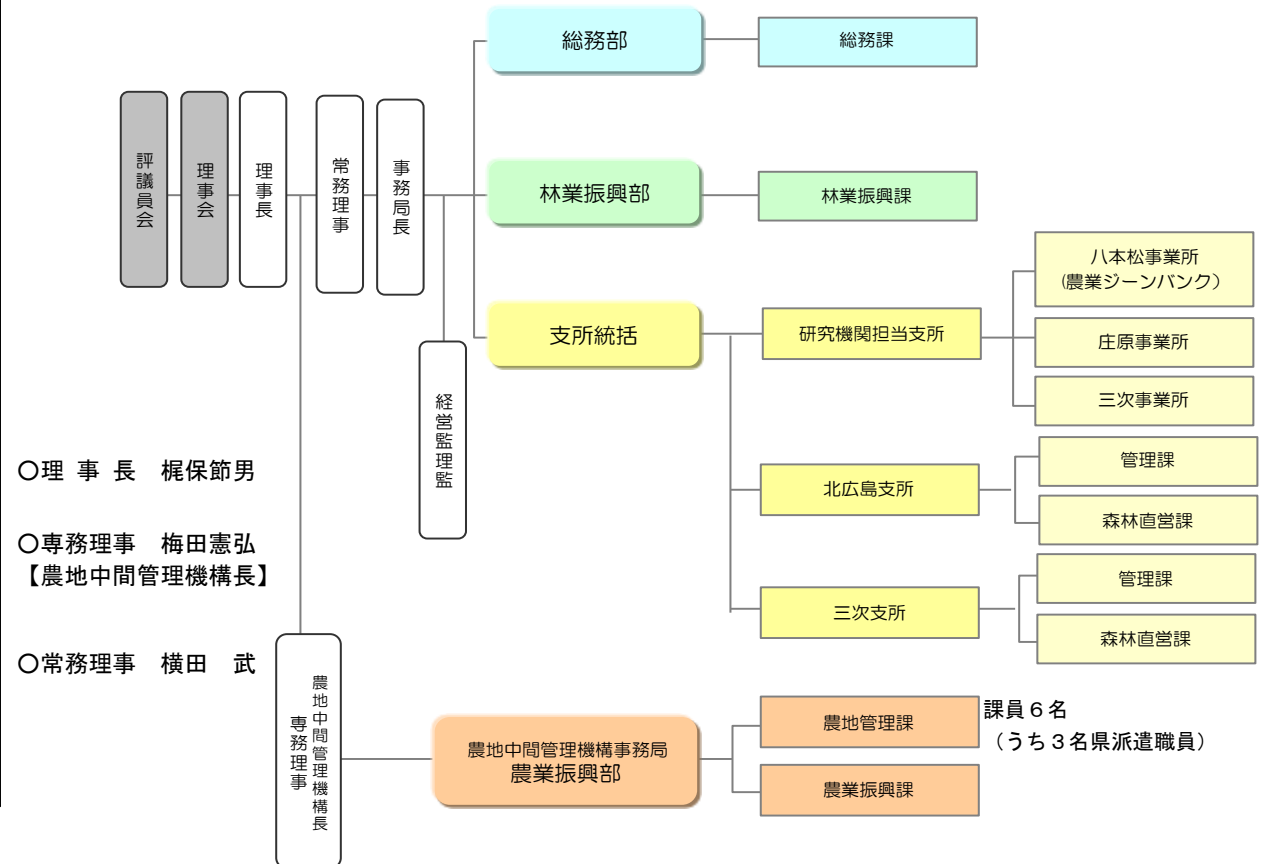 評議員会
理事会
理事長
常務理事
事務局長
経営監理監
総務部
総務課
林業振興部
林業振興課
支所統括
研究機関担当支所
八本松事業所
(農業ジーンバンク)
庄原事業所
三次事業所
北広島支所
管理課
森林直営課
三次支所
管理課
森林直営課
〇理 事 長 梶保節男
〇専務理事 梅田憲弘
【農地中間管理機構長】
〇常務理事 横田 武
農地中間管理機構長
専務理事
農地中間管理機構事務局
農業振興部
農地管理課
課員6名
(うち3名県派遣職員)
農業振興課